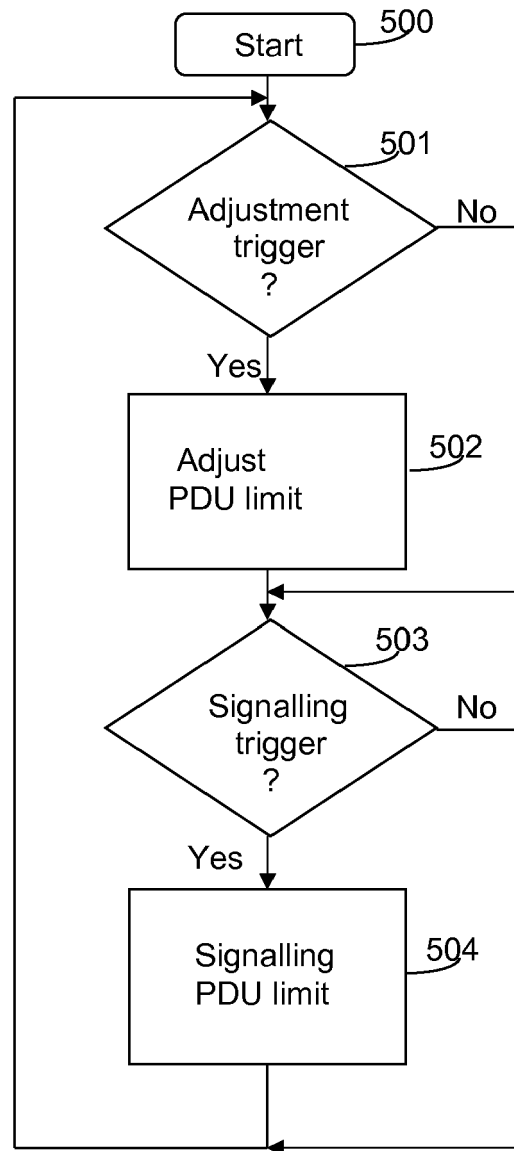 Start
500
501
Adjustment
trigger
?
No
Yes
Adjust
PDU limit
502
503
Signalling
trigger
?
No
Yes
Signalling
PDU limit
504